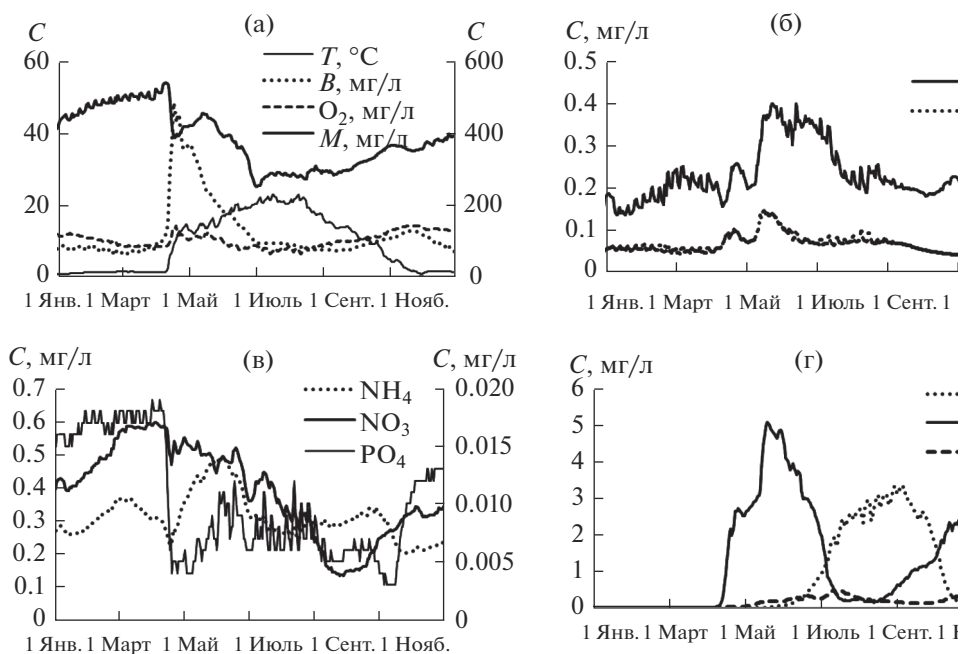 (а)
C
C
60
600
T, °C
B, мг/л
O₂, мг/л
M, мг/л
40
400
20
200
0
0
1 Янв. 1 Март 1 Май 1 Июль 1 Сент. 1 Нояб.
(б)
C, мг/л
0.5
0.4
0.3
0.2
0.1
0
1 Янв. 1 Март 1 Май 1 Июль 1 Сент. 1
(в)
C, мг/л
C, мг/л
0.7
0.020
NH₄
NO₃
PO₄
0.6
0.5
0.015
0.4
0.3
0.010
0.2
0.005
0.1
0
0
1 Янв. 1 Март 1 Май 1 Июль 1 Сент. 1 Нояб.
(г)
C, мг/л
6
5
4
3
2
1
0
1 Янв. 1 Март 1 Май 1 Июль 1 Сент. 1